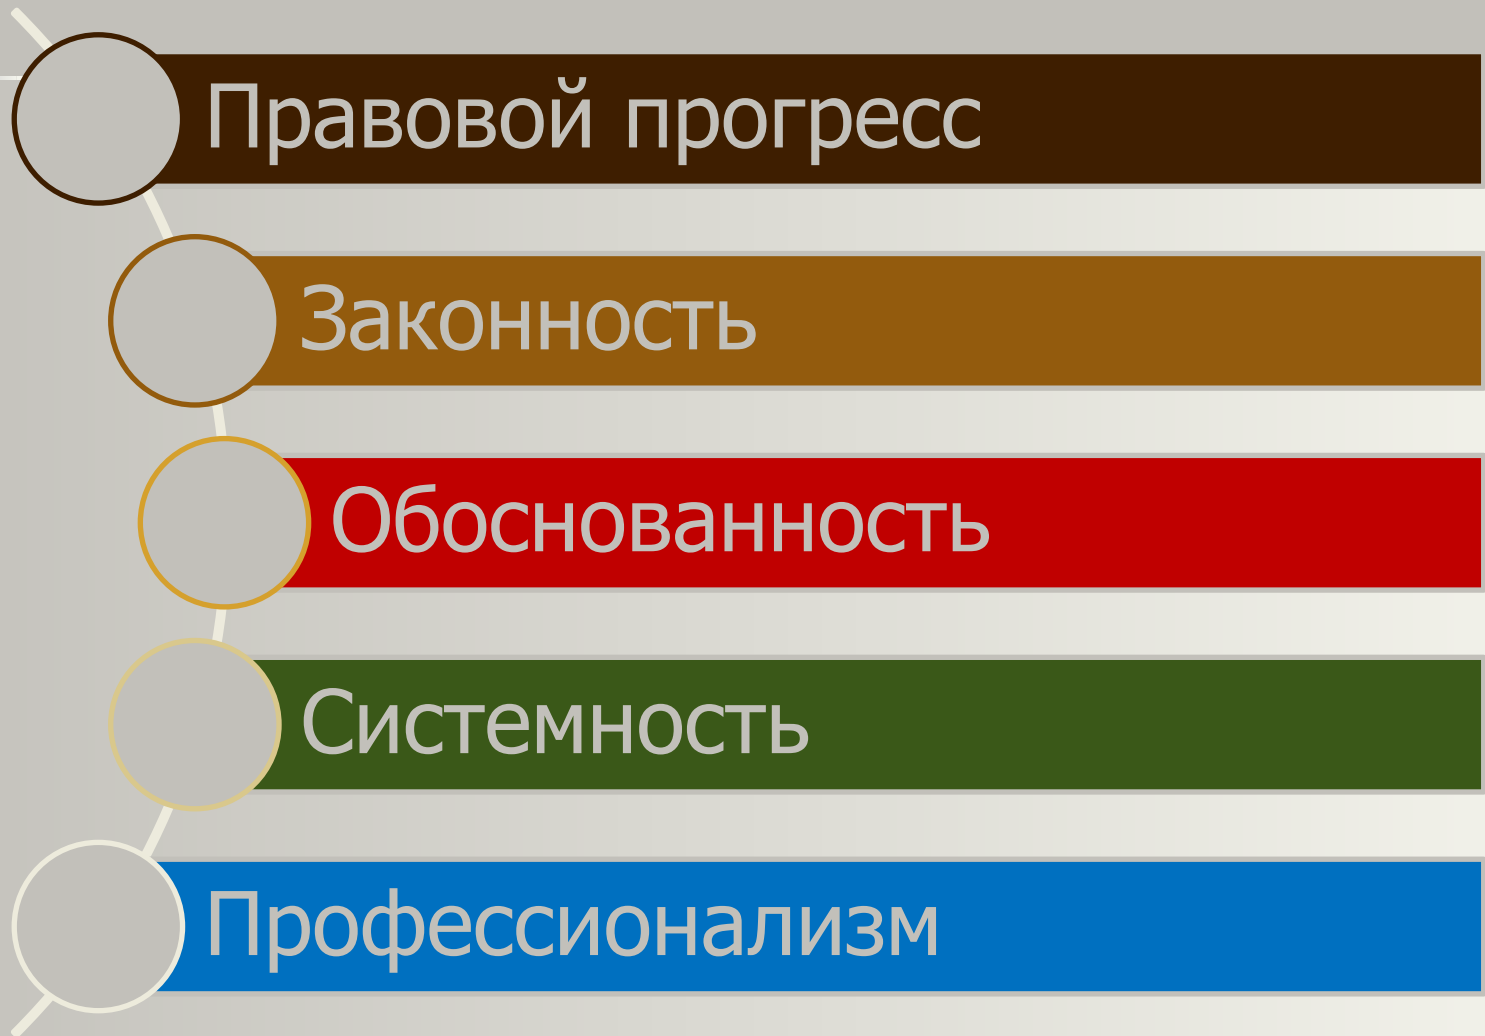 Правовой прогресс
Законность
Обоснованность
Системность
Профессионализм